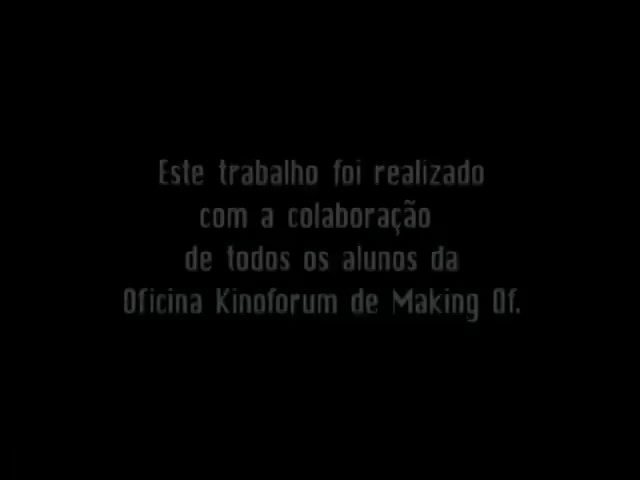 Este trabalho foi realizado
com a colaboração
de todos os alunos da
Oficina Kinoforum de Making Of.